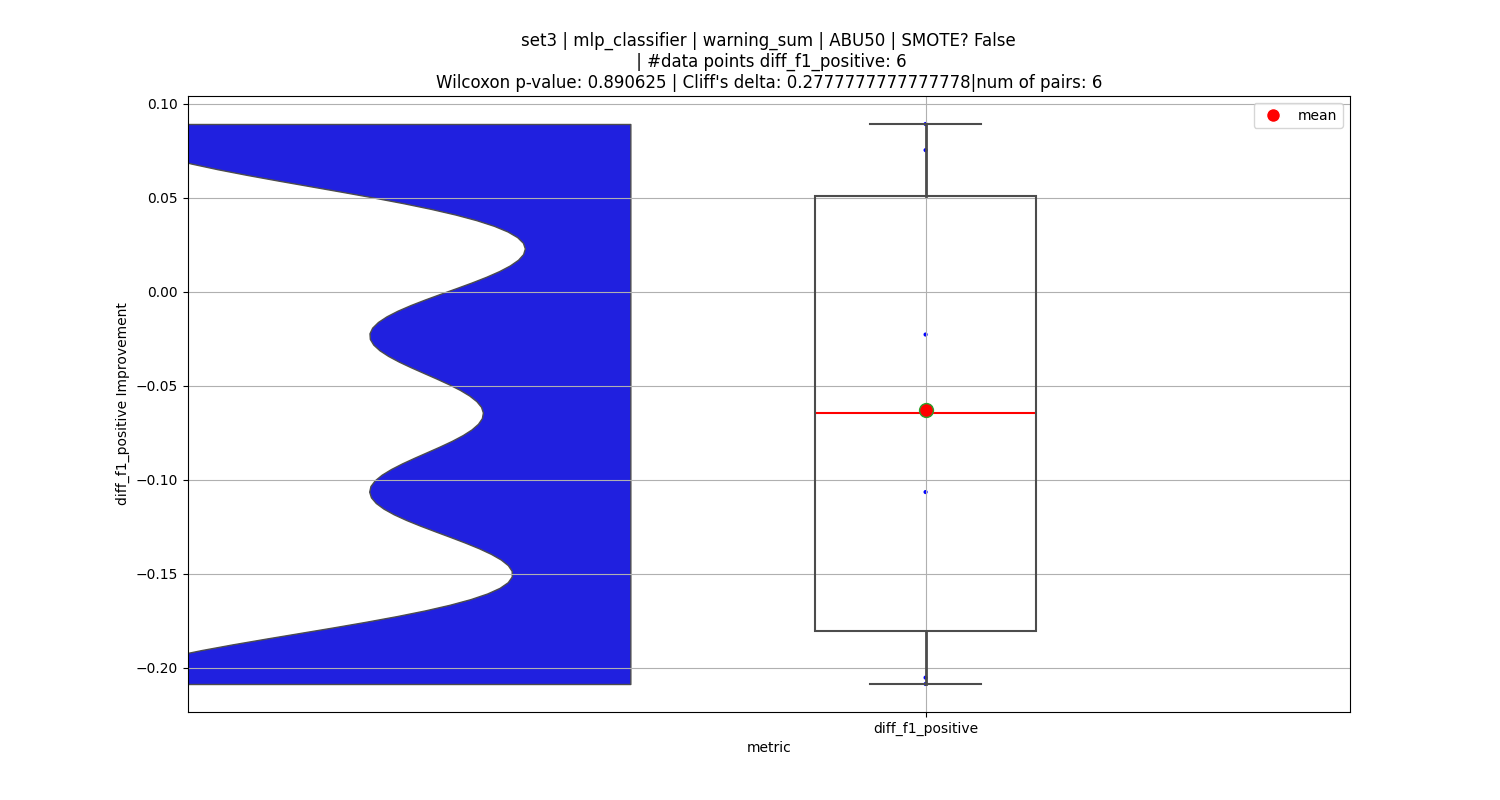 set3 | mlp_classifier | warning_sum | ABU50 | SMOTE? False
| #data points diff_f1_positive: 6
Wilcoxon p-value: 0.890625 | Cliff's delta: 0.2777777777777778|num of pairs: 6
mean
0.10
0.05
0.00
−0.05
−0.10
−0.15
−0.20
diff_f1_positive Improvement
diff_f1_positive
metric